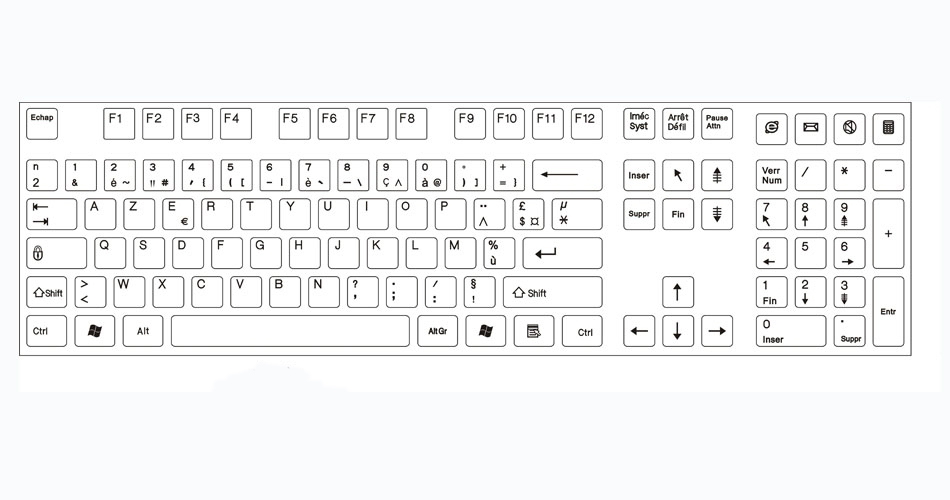 Echap F1 F2 F3 F4 F5 F6 F7 F8 F9 F10 F11 F12 Iméc Syst Arrêt Défil Pause Attn
n 1 2 3 4 5 6 7 8 9 0 ° + Inser Verr Num / * −
2 & é ~ " # ' { ( [ - | è ` — \ ç ^ à @ ) ] = }
A Z E R T Y U I O P ¨ £ µ Suppr Fin 7 8 9
€ ^ $ ¤ * +
Q S D F G H J K L M % 4 5 6
ù
Shift > W X C V B N ? . / § Shift 1 2 3
< , ; : ! Fin Entr
Ctrl Alt Alt Gr Ctrl 0 .
Inser Suppr